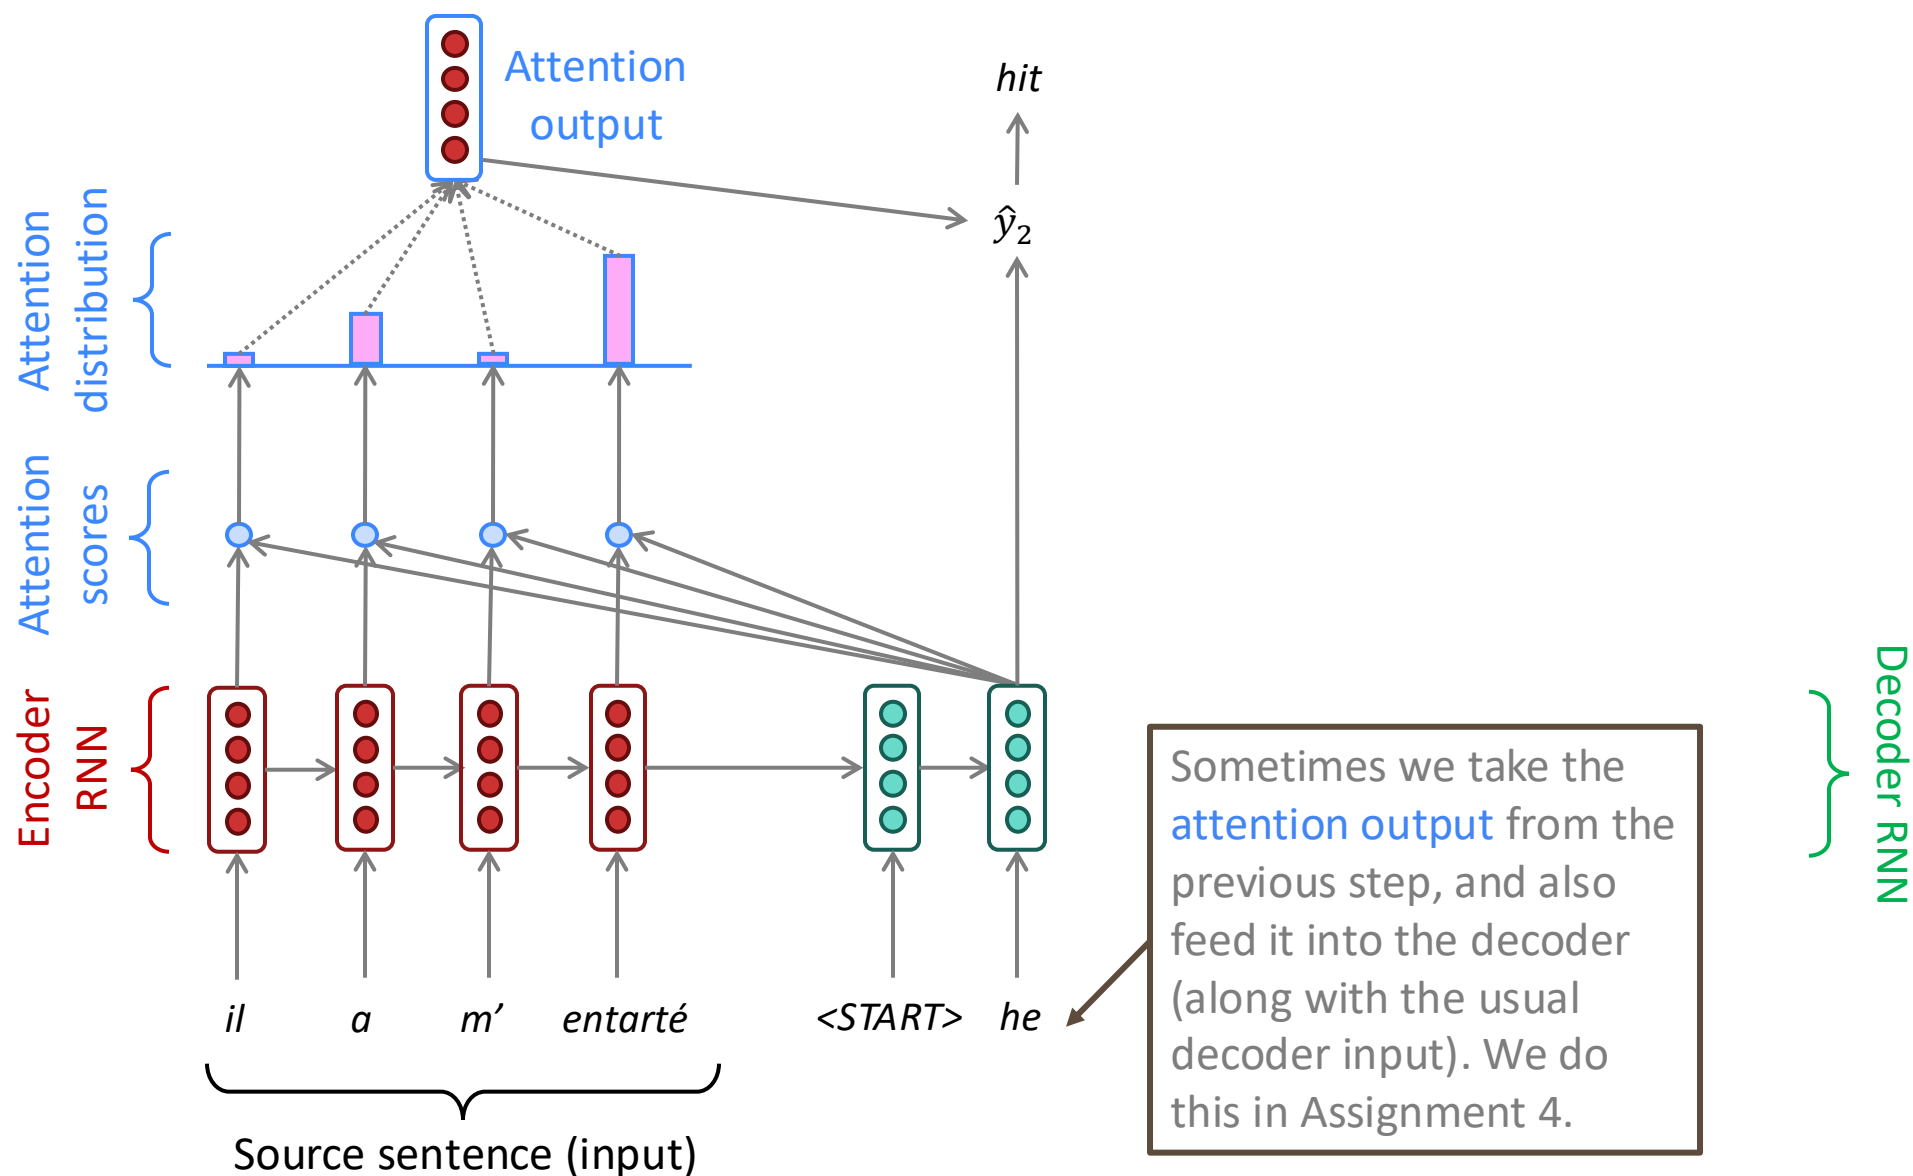 Attention
output
hit
ŷ₂
Attention
distribution
Attention
scores
Encoder
RNN
Decoder RNN
Sometimes we take the
attention output from the
previous step, and also
feed it into the decoder
(along with the usual
decoder input). We do
this in Assignment 4.
il a m’ entarté <START> he
Source sentence (input)